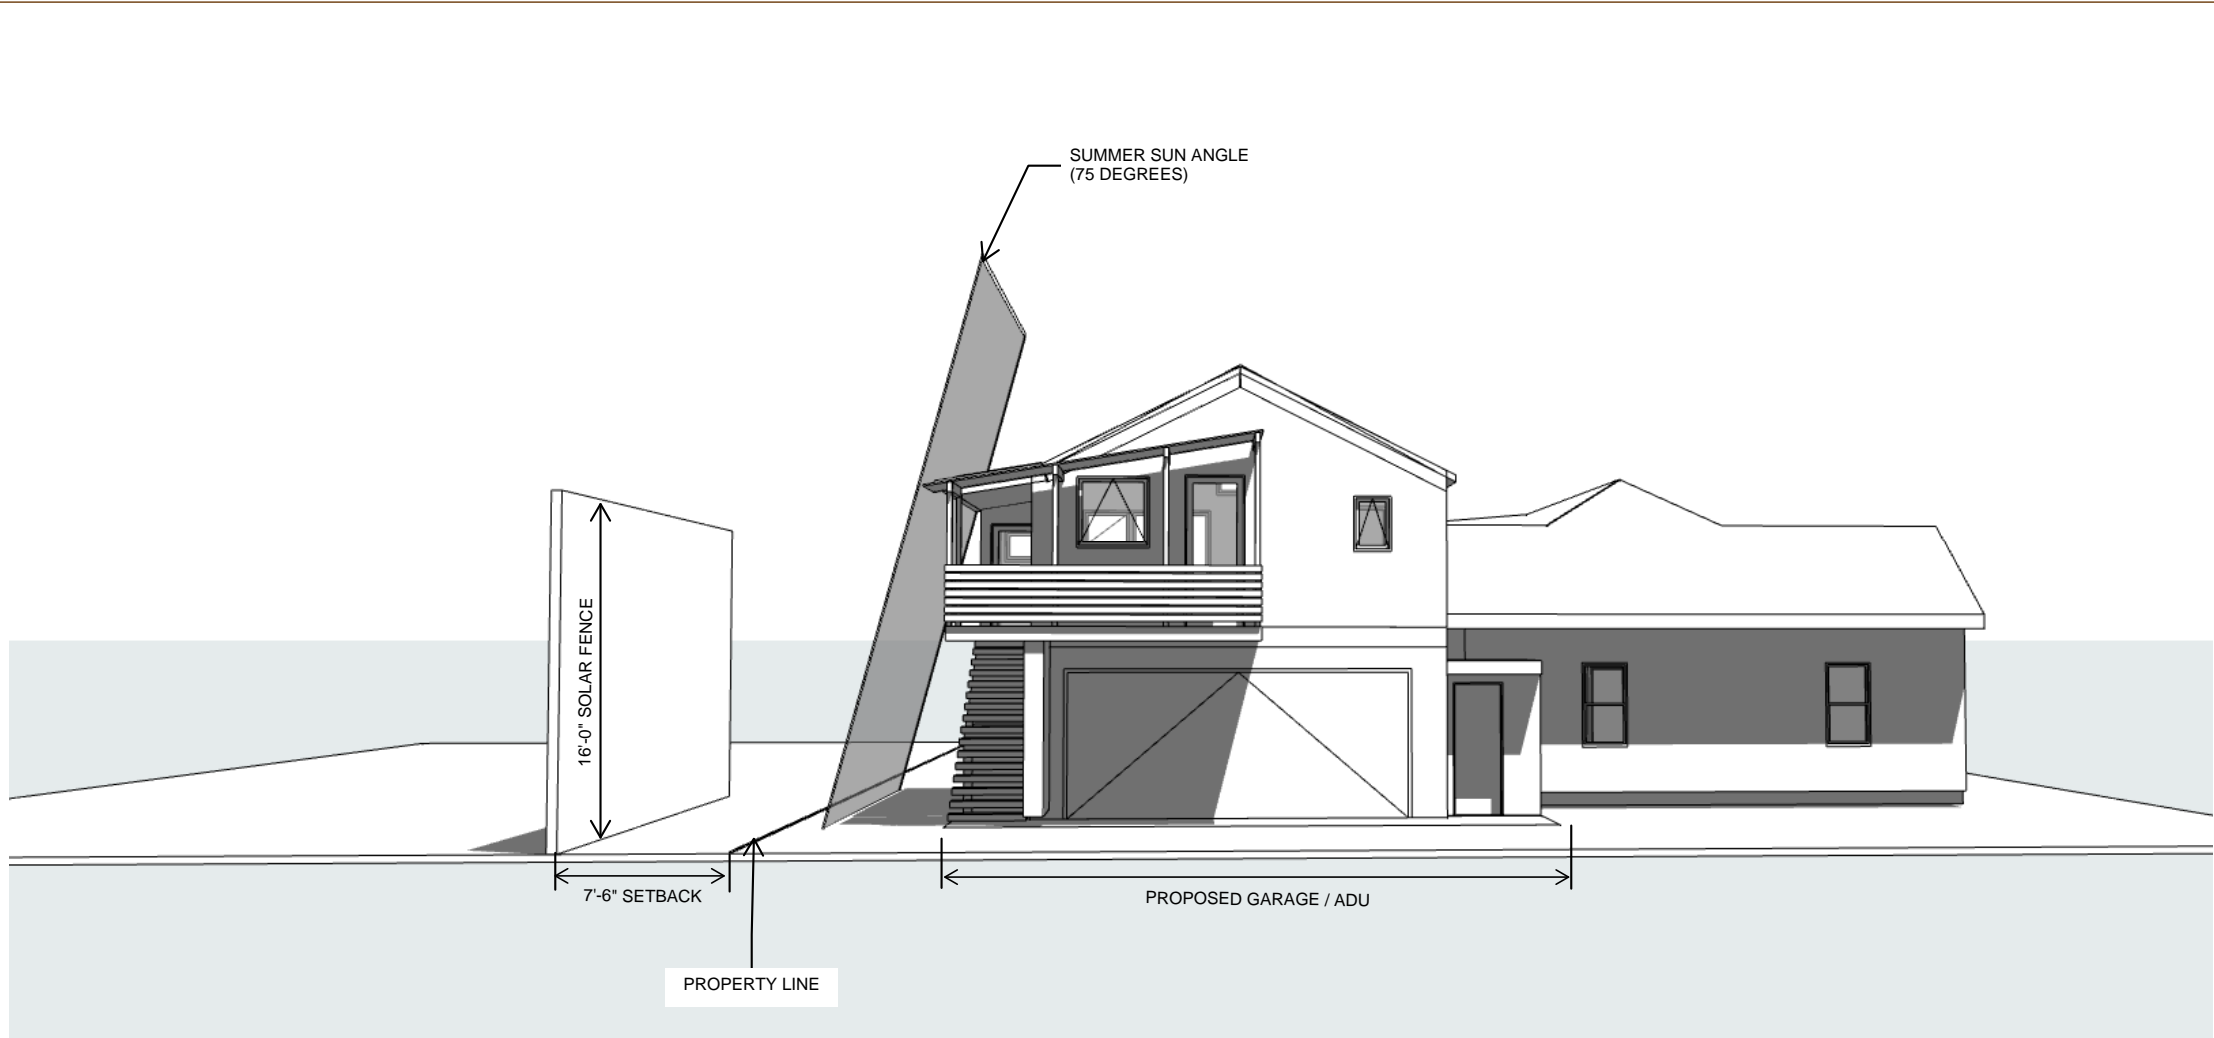 SUMMER SUN ANGLE
(75 DEGREES)
16'-0" SOLAR FENCE
7'-6" SETBACK
PROPOSED GARAGE / ADU
PROPERTY LINE